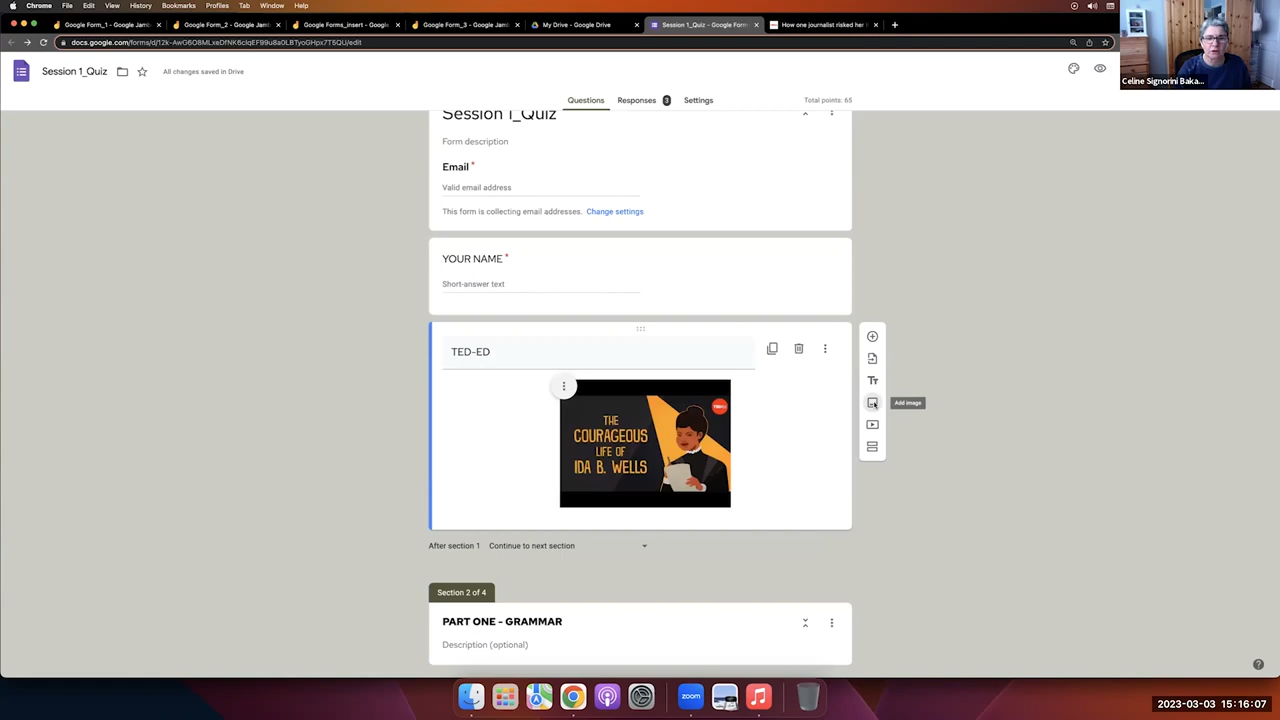 Chrome File Edit View History Bookmarks Profiles Tab Window Help
Google Form_1 - Google Jamb
Google Form_2 - Google Jamb
Google Forms_insert - Google
Google Form_3 - Google Jamb
My Drive - Google Drive
Session 1_Quiz - Google Form
How one journalist risked her
All changes saved in Drive
Session 1_Quiz
Questions Responses 3 Settings
Total points: 65
Session 1_Quiz
Form description
Email *
Valid email address
This form is collecting email addresses. Change settings
YOUR NAME *
Short-answer text
TED-ED
THE
COURAGEOUS
LIFE OF
IDA B. WELLS
Add image
After section 1 Continue to next section
Section 2 of 4
PART ONE - GRAMMAR
Description (optional)
Celine Signorini Baka...
zoom
2023-03-03 15:16:07